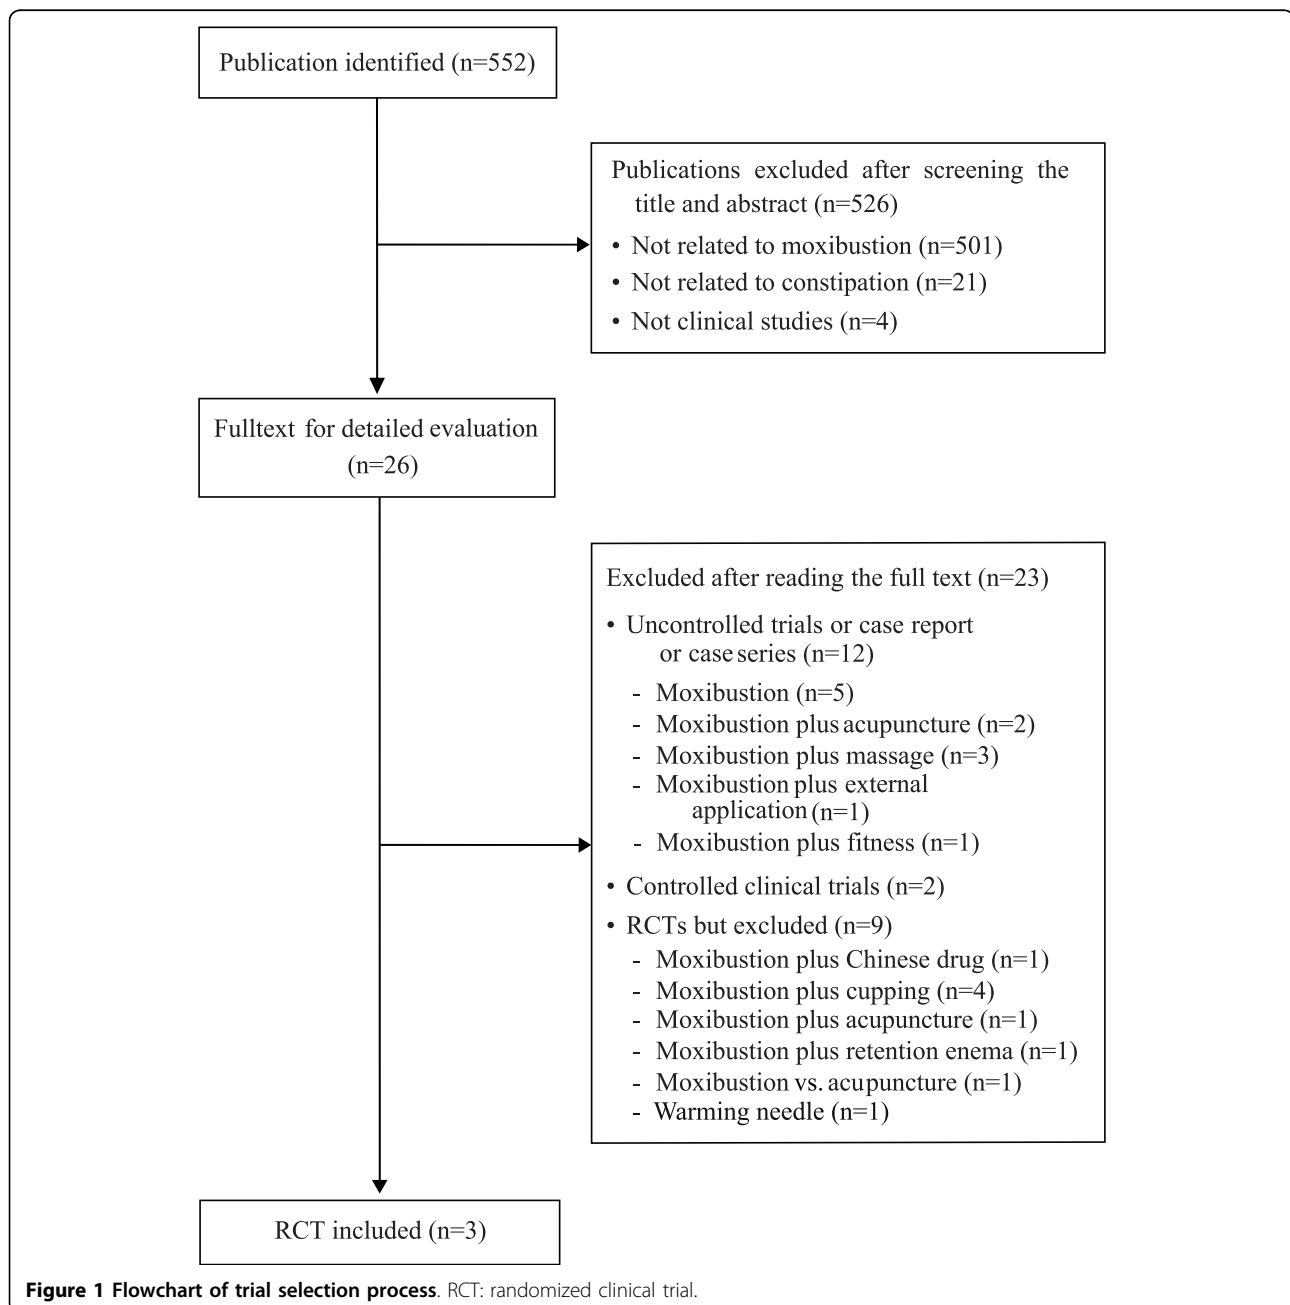 Publication identified (n=552)
Publications excluded after screening the
title and abstract (n=526)
• Not related to moxibustion (n=501)
• Not related to constipation (n=21)
• Not clinical studies (n=4)
Fulltext for detailed evaluation
(n=26)
Excluded after reading the full text (n=23)
• Uncontrolled trials or case report
or case series (n=12)
- Moxibustion (n=5)
- Moxibustion plus acupuncture (n=2)
- Moxibustion plus massage (n=3)
- Moxibustion plus external
application (n=1)
- Moxibustion plus fitness (n=1)
• Controlled clinical trials (n=2)
• RCTs but excluded (n=9)
- Moxibustion plus Chinese drug (n=1)
- Moxibustion plus cupping (n=4)
- Moxibustion plus acupuncture (n=1)
- Moxibustion plus retention enema (n=1)
- Moxibustion vs. acupuncture (n=1)
- Warming needle (n=1)
RCT included (n=3)
Figure 1 Flowchart of trial selection process. RCT: randomized clinical trial.